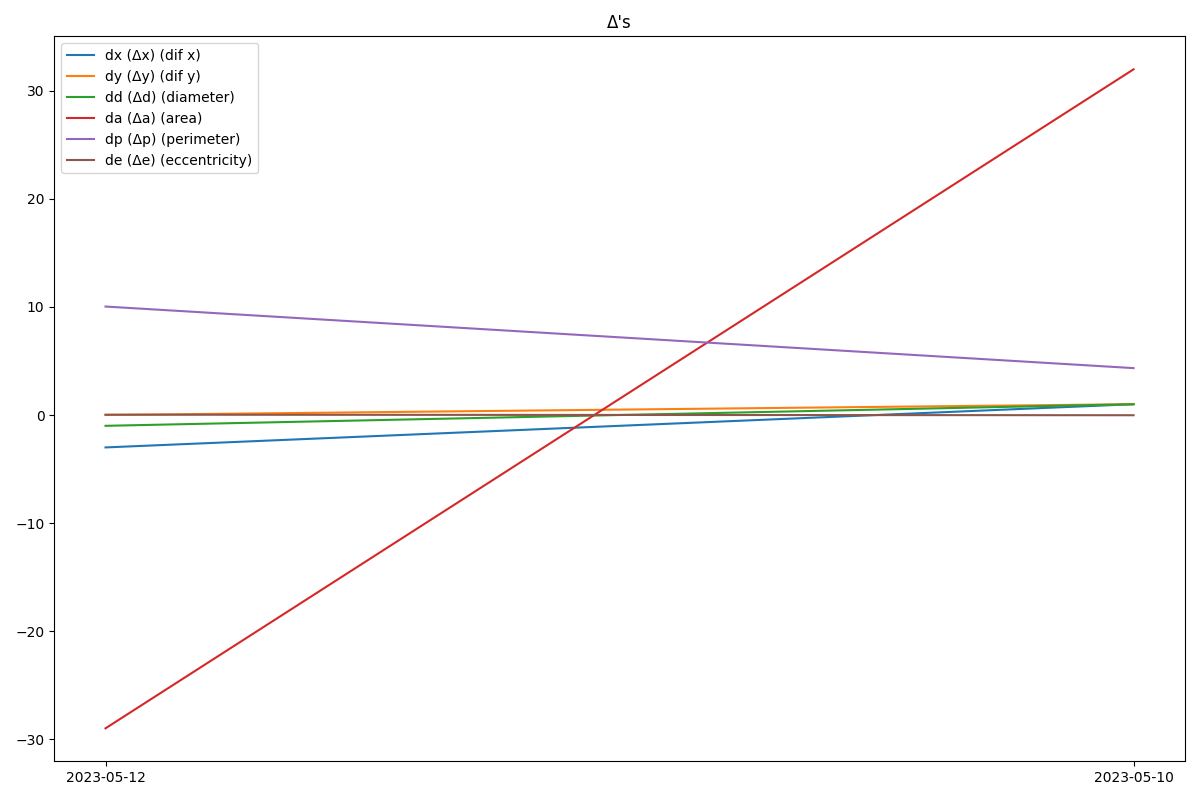 Δ's
dx (Δx) (dif x)
dy (Δy) (dif y)
dd (Δd) (diameter)
da (Δa) (area)
dp (Δp) (perimeter)
de (Δe) (eccentricity)
30
20
10
0
−10
−20
−30
2023-05-12
2023-05-10